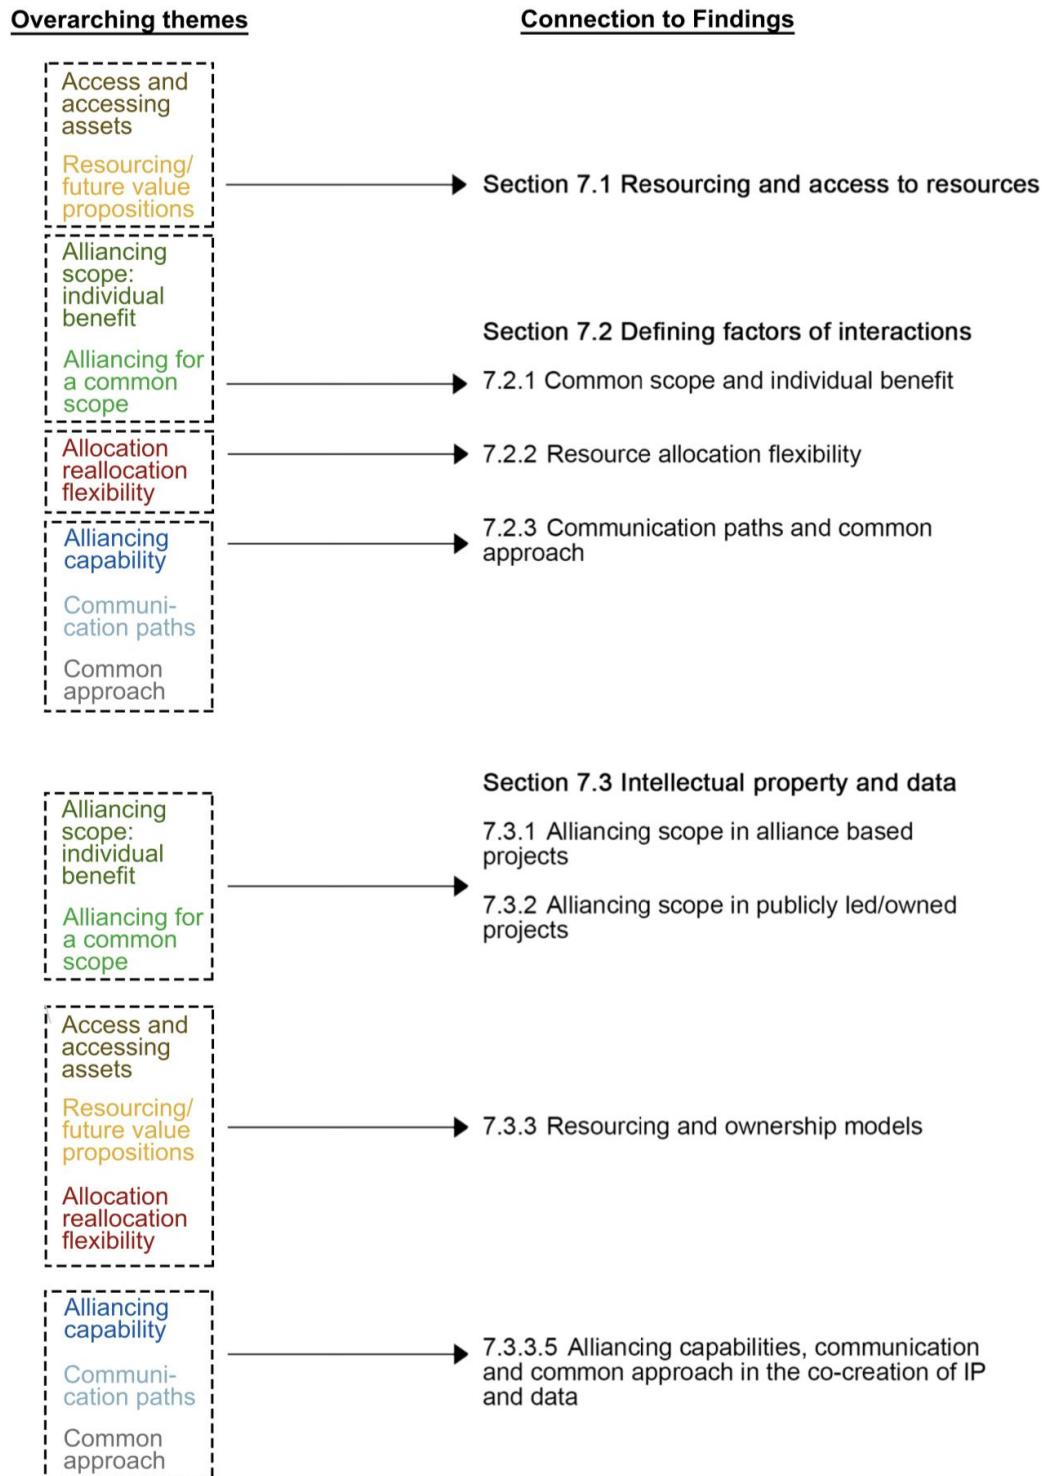 Overarching themes
Connection to Findings
Access and
accessing
assets
Resourcing/
future value
propositions
Section 7.1 Resourcing and access to resources
Alliancing
scope:
individual
benefit
Alliancing for
a common
scope
Section 7.2 Defining factors of interactions
7.2.1 Common scope and individual benefit
Allocation
reallocation
flexibility
7.2.2 Resource allocation flexibility
Alliancing
capability
Communi-
cation paths
Common
approach
7.2.3 Communication paths and common
approach
Section 7.3 Intellectual property and data
Alliancing
scope:
individual
benefit
Alliancing for
a common
scope
7.3.1 Alliancing scope in alliance based
projects
7.3.2 Alliancing scope in publicly led/owned
projects
Access and
accessing
assets
Resourcing/
future value
propositions
Allocation
reallocation
flexibility
7.3.3 Resourcing and ownership models
Alliancing
capability
Communi-
cation paths
Common
approach
7.3.3.5 Alliancing capabilities, communication
and common approach in the co-creation of IP
and data